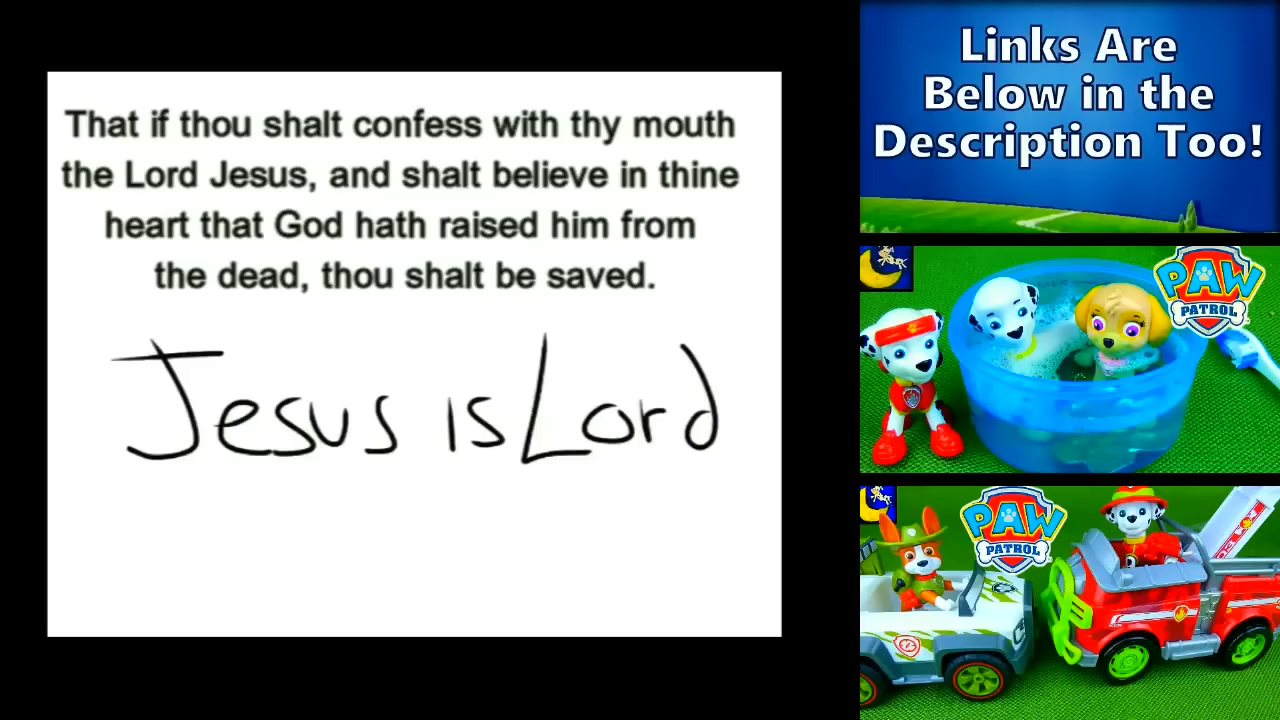 That if thou shalt confess with thy mouth
the Lord Jesus, and shalt believe in thine
heart that God hath raised him from
the dead, thou shalt be saved.
Jesus is Lord
Links Are
Below in the
Description Too!
PAW
PATROL
PAW
PATROL